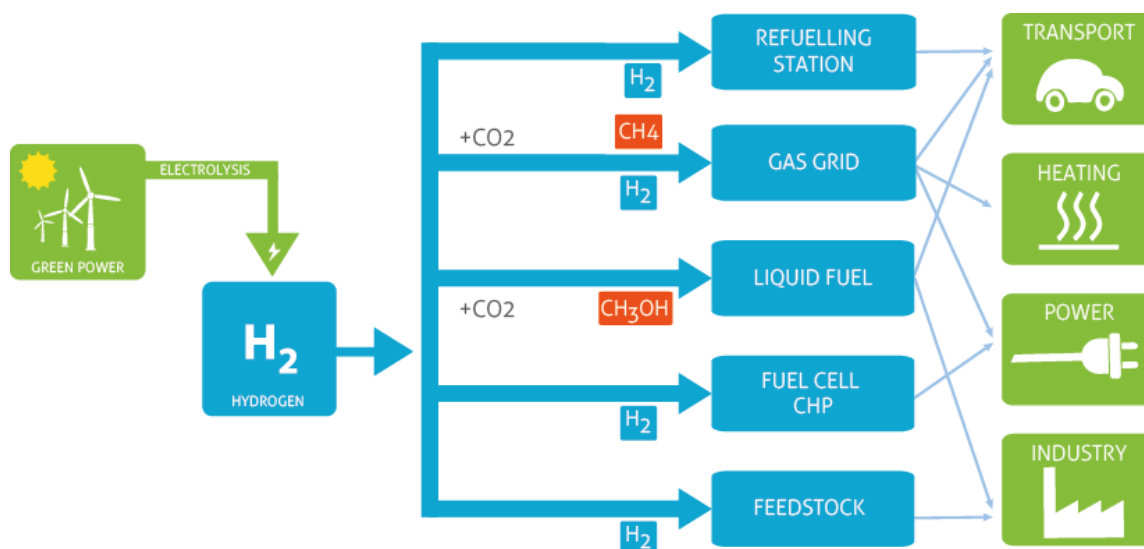 GREEN POWER
ELECTROLYSIS
H2
HYDROGEN
H2
+CO2
CH4
H2
+CO2
CH3OH
H2
H2
REFUELLING
STATION
GAS GRID
LIQUID FUEL
FUEL CELL
CHP
FEEDSTOCK
TRANSPORT
HEATING
POWER
INDUSTRY